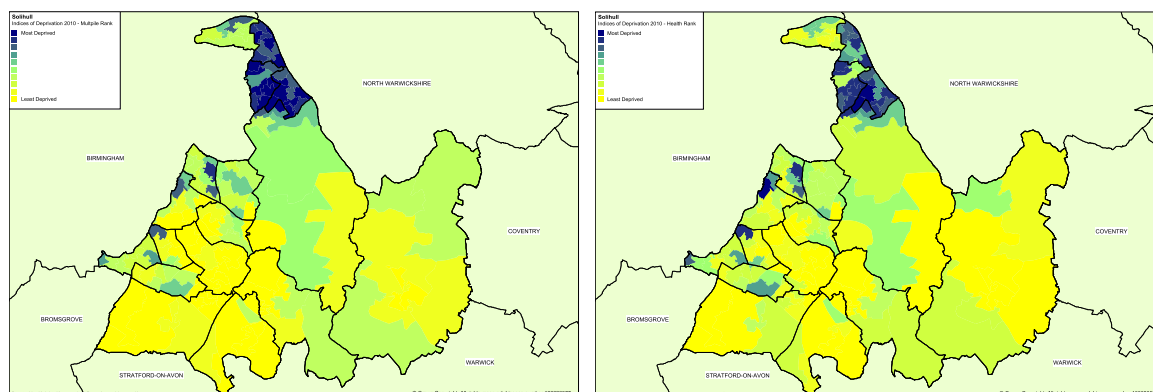 Solihull
Indices of Deprivation 2010 - Multiple Rank
Most Deprived
Least Deprived
NORTH WARWICKSHIRE
BIRMINGHAM
COVENTRY
BROMSGROVE
WARWICK
STRATFORD-ON-AVON
Solihull
Indices of Deprivation 2010 - Health Rank
Most Deprived
Least Deprived
NORTH WARWICKSHIRE
BIRMINGHAM
COVENTRY
BROMSGROVE
WARWICK
STRATFORD-ON-AVON